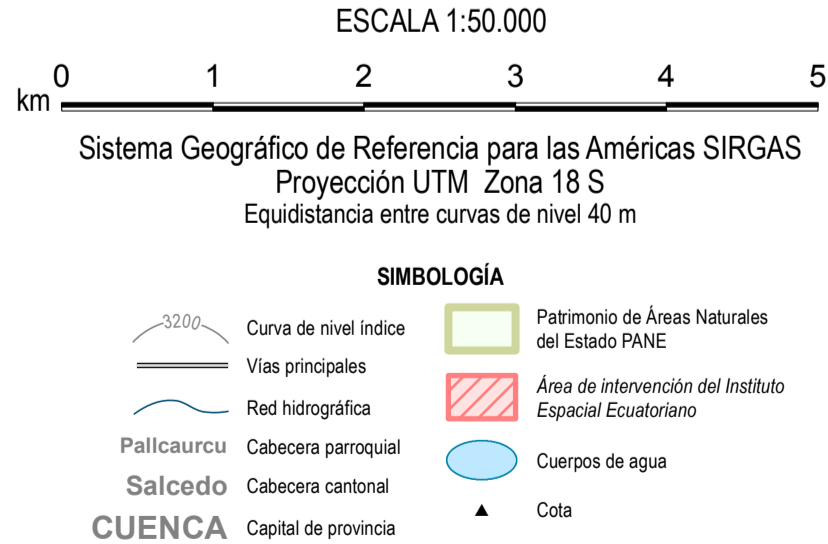 ESCALA 1:50.000
0 1 2 3 4 5
km
Sistema Geográfico de Referencia para las Américas SIRGAS
Proyección UTM Zona 18 S
Equidistancia entre curvas de nivel 40 m
SIMBOLOGÍA
3200 Curva de nivel índice
Vías principales
Red hidrográfica
Pallcaurcu Cabecera parroquial
Salcedo Cabecera cantonal
CUENCA Capital de provincia
Patrimonio de Áreas Naturales
del Estado PANE
Área de intervención del Instituto
Espacial Ecuatoriano
Cuerpos de agua
Cota